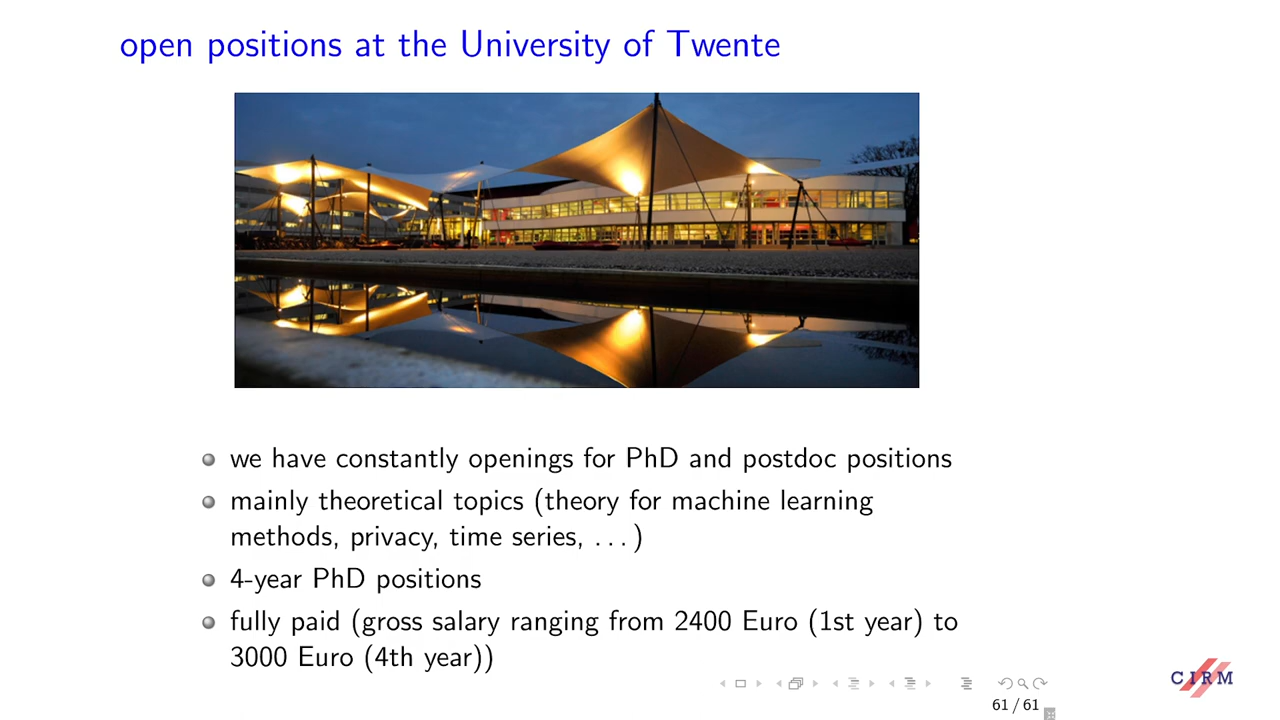 open positions at the University of Twente
we have constantly openings for PhD and postdoc positions
mainly theoretical topics (theory for machine learning
methods, privacy, time series, . . . )
4-year PhD positions
fully paid (gross salary ranging from 2400 Euro (1st year) to
3000 Euro (4th year))
CIRM
61 / 61